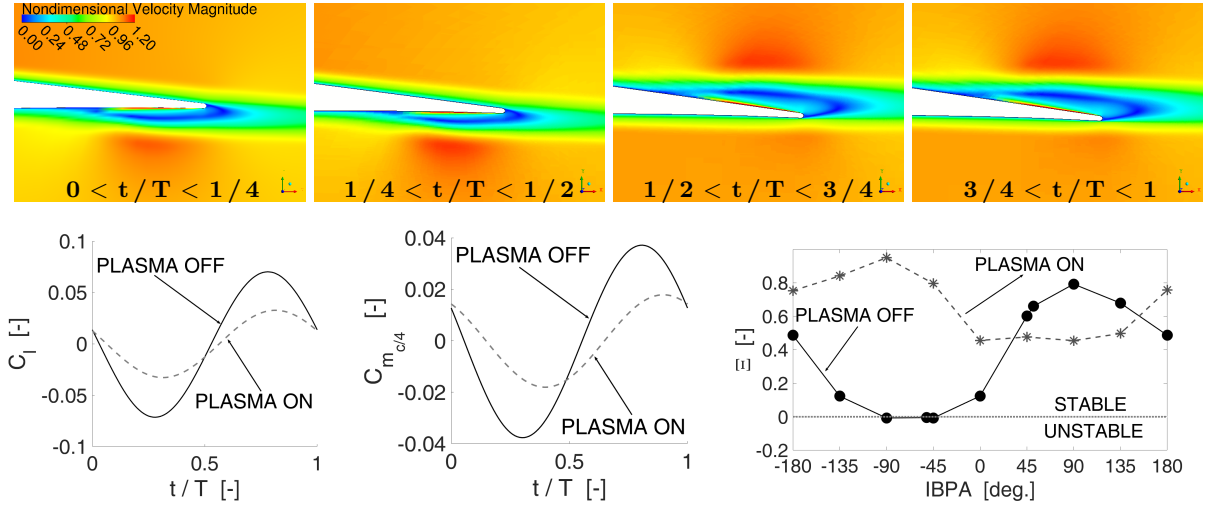 Nondimensional Velocity Magnitude
0.00 0.24 0.48 0.72 0.96 1.20
0 < t/T < 1/4
1/4 < t/T < 1/2
1/2 < t/T < 3/4
3/4 < t/T < 1
0.1
0.05
0
-0.05
-0.1
C_l [-]
PLASMA OFF
PLASMA ON
0 0.5 1
t / T [-]
0.04
0.02
0
-0.02
-0.04
C_m_c/4 [-]
PLASMA OFF
PLASMA ON
0 0.5 1
t / T [-]
0.8
0.6
0.4
0.2
0
-0.2
Ξ [-]
PLASMA ON
PLASMA OFF
STABLE
UNSTABLE
-180 -135 -90 -45 0 45 90 135 180
IBPA [deg.]